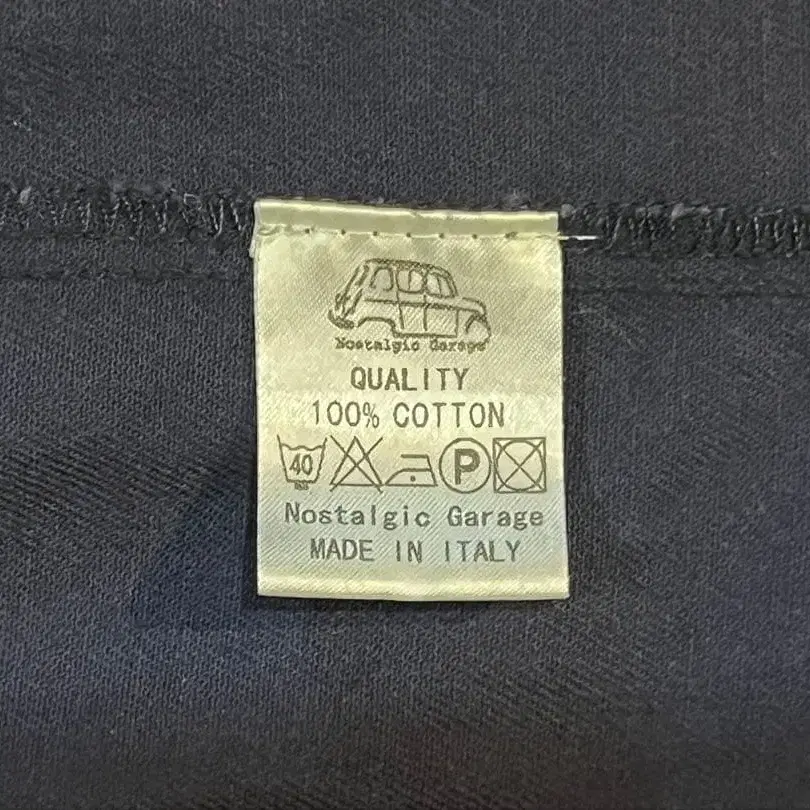 Nostalgic Garage
QUALITY
100% COTTON
40 P
Nostalgic Garage
MADE IN ITALY